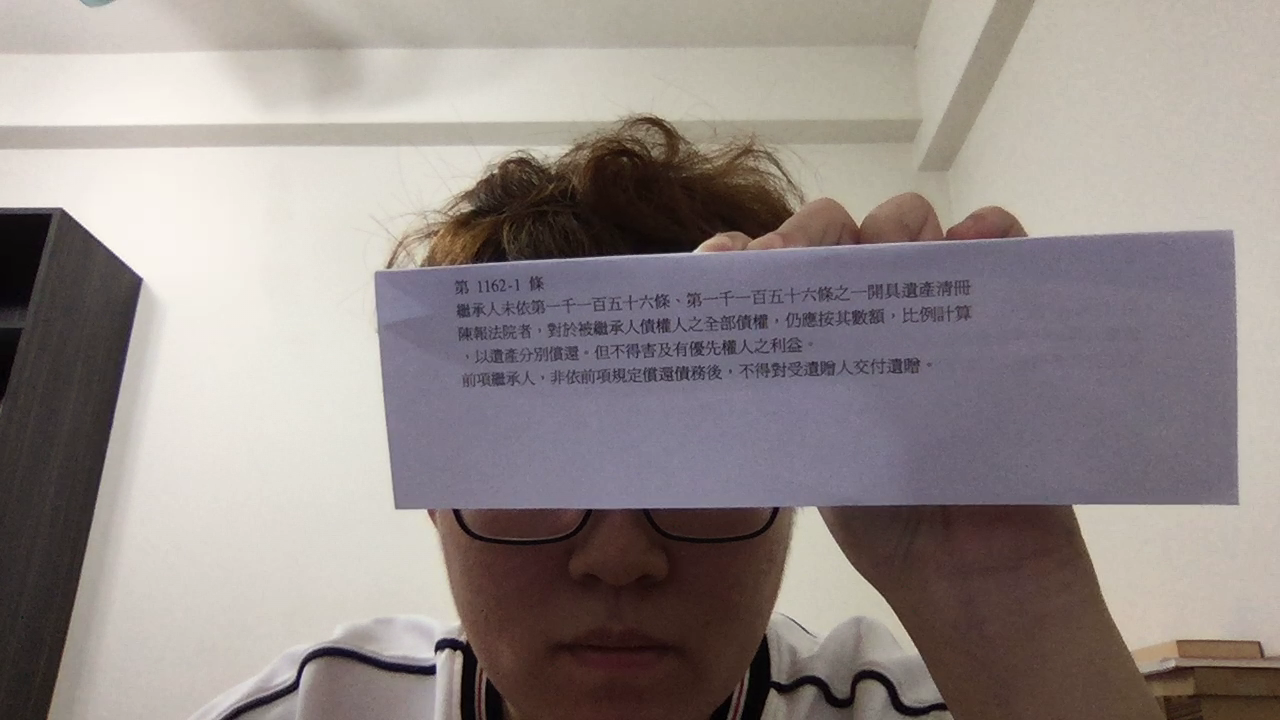 第 1162-1 條
繼承人未依第一千一百五十六條、第一千一百五十六條之一開具遺產清冊
陳報法院者，對於被繼承人債權人之全部債權，仍應按其數額，比例計算
，以遺產分別償還。但不得害及有優先權人之利益。
前項繼承人，非依前項規定償還債務後，不得對受遺贈人交付遺贈。